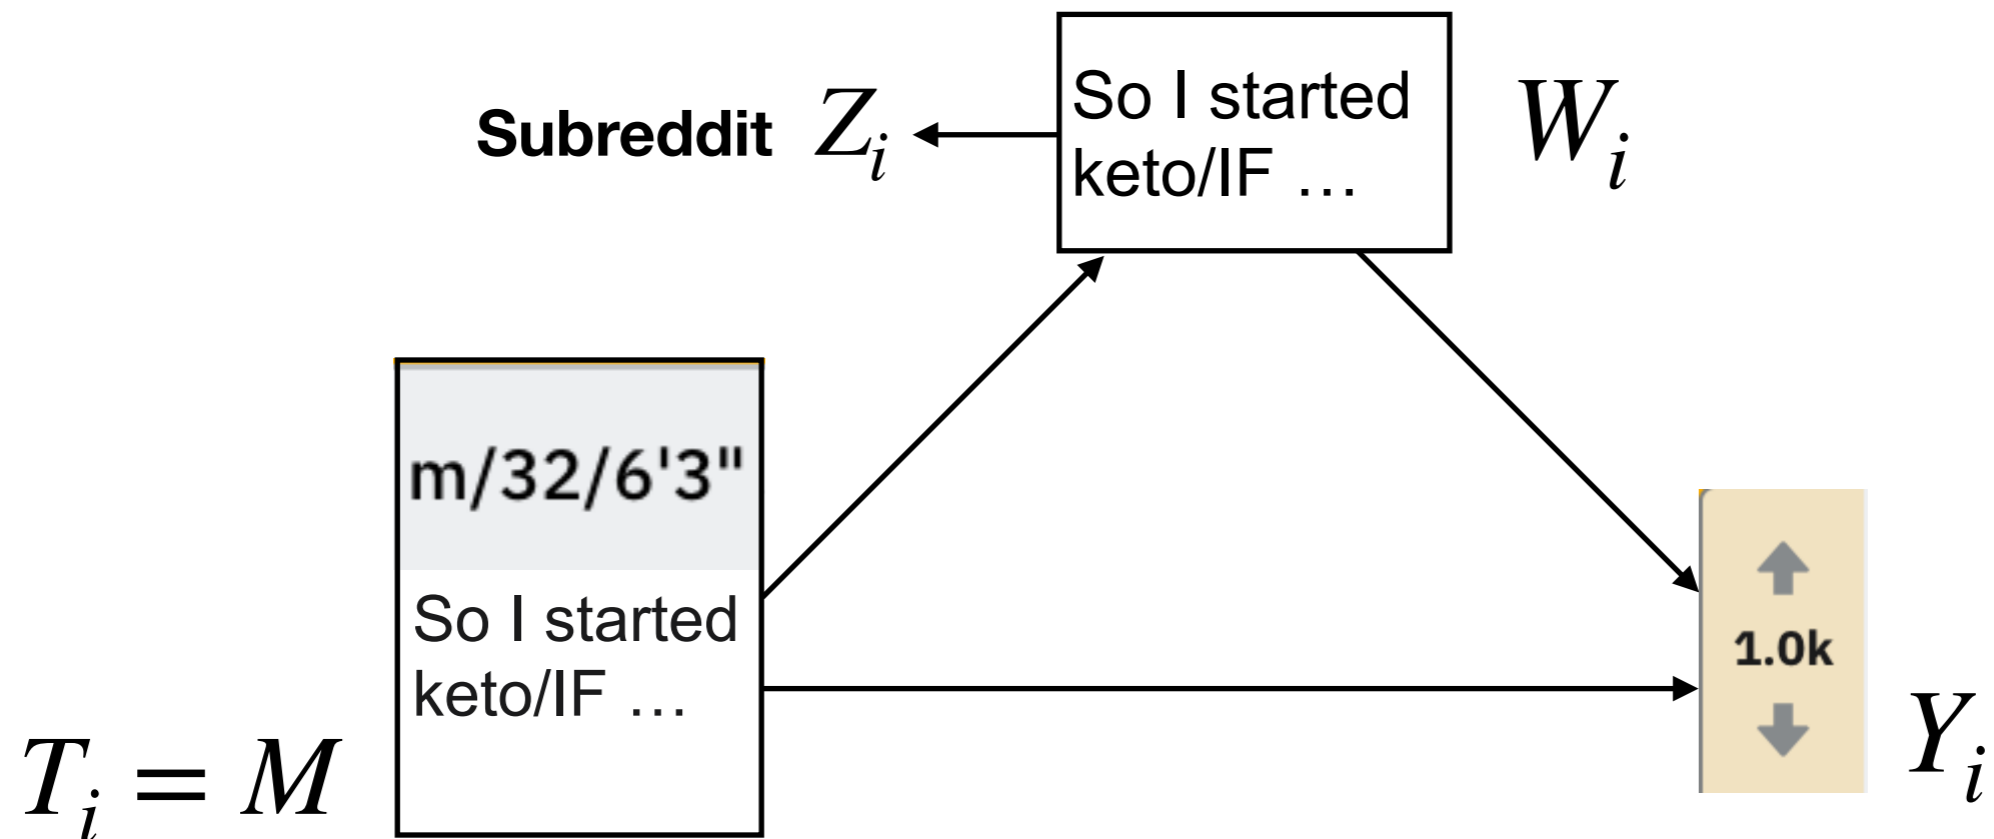 So I started
keto/IF …
Subreddit Z_i
W_i
m/32/6'3"
So I started
keto/IF …
1.0k
Y_i
T_i = M